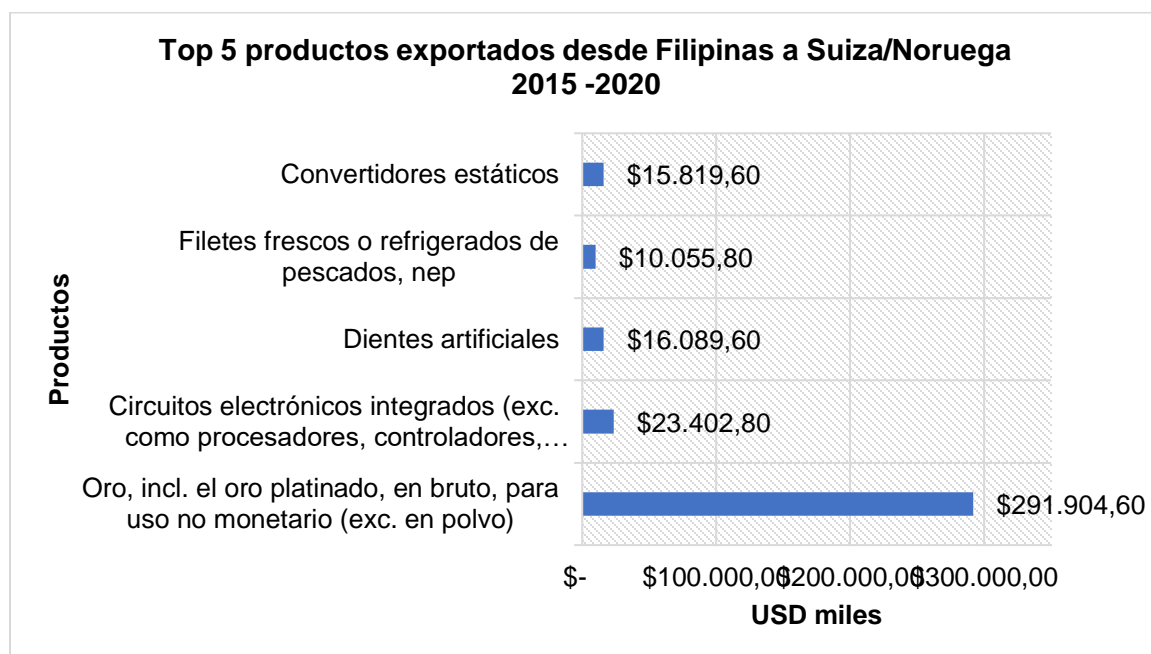 Top 5 productos exportados desde Filipinas a Suiza/Noruega
2015 -2020
Productos
Convertidores estáticos
$15.819,60
Filetes frescos o refrigerados de
pescados, nep
$10.055,80
Dientes artificiales
$16.089,60
Circuitos electrónicos integrados (exc.
como procesadores, controladores,…
$23.402,80
Oro, incl. el oro platinado, en bruto, para
uso no monetario (exc. en polvo)
$291.904,60
$- $100.000,00 $200.000,00 $300.000,00
USD miles